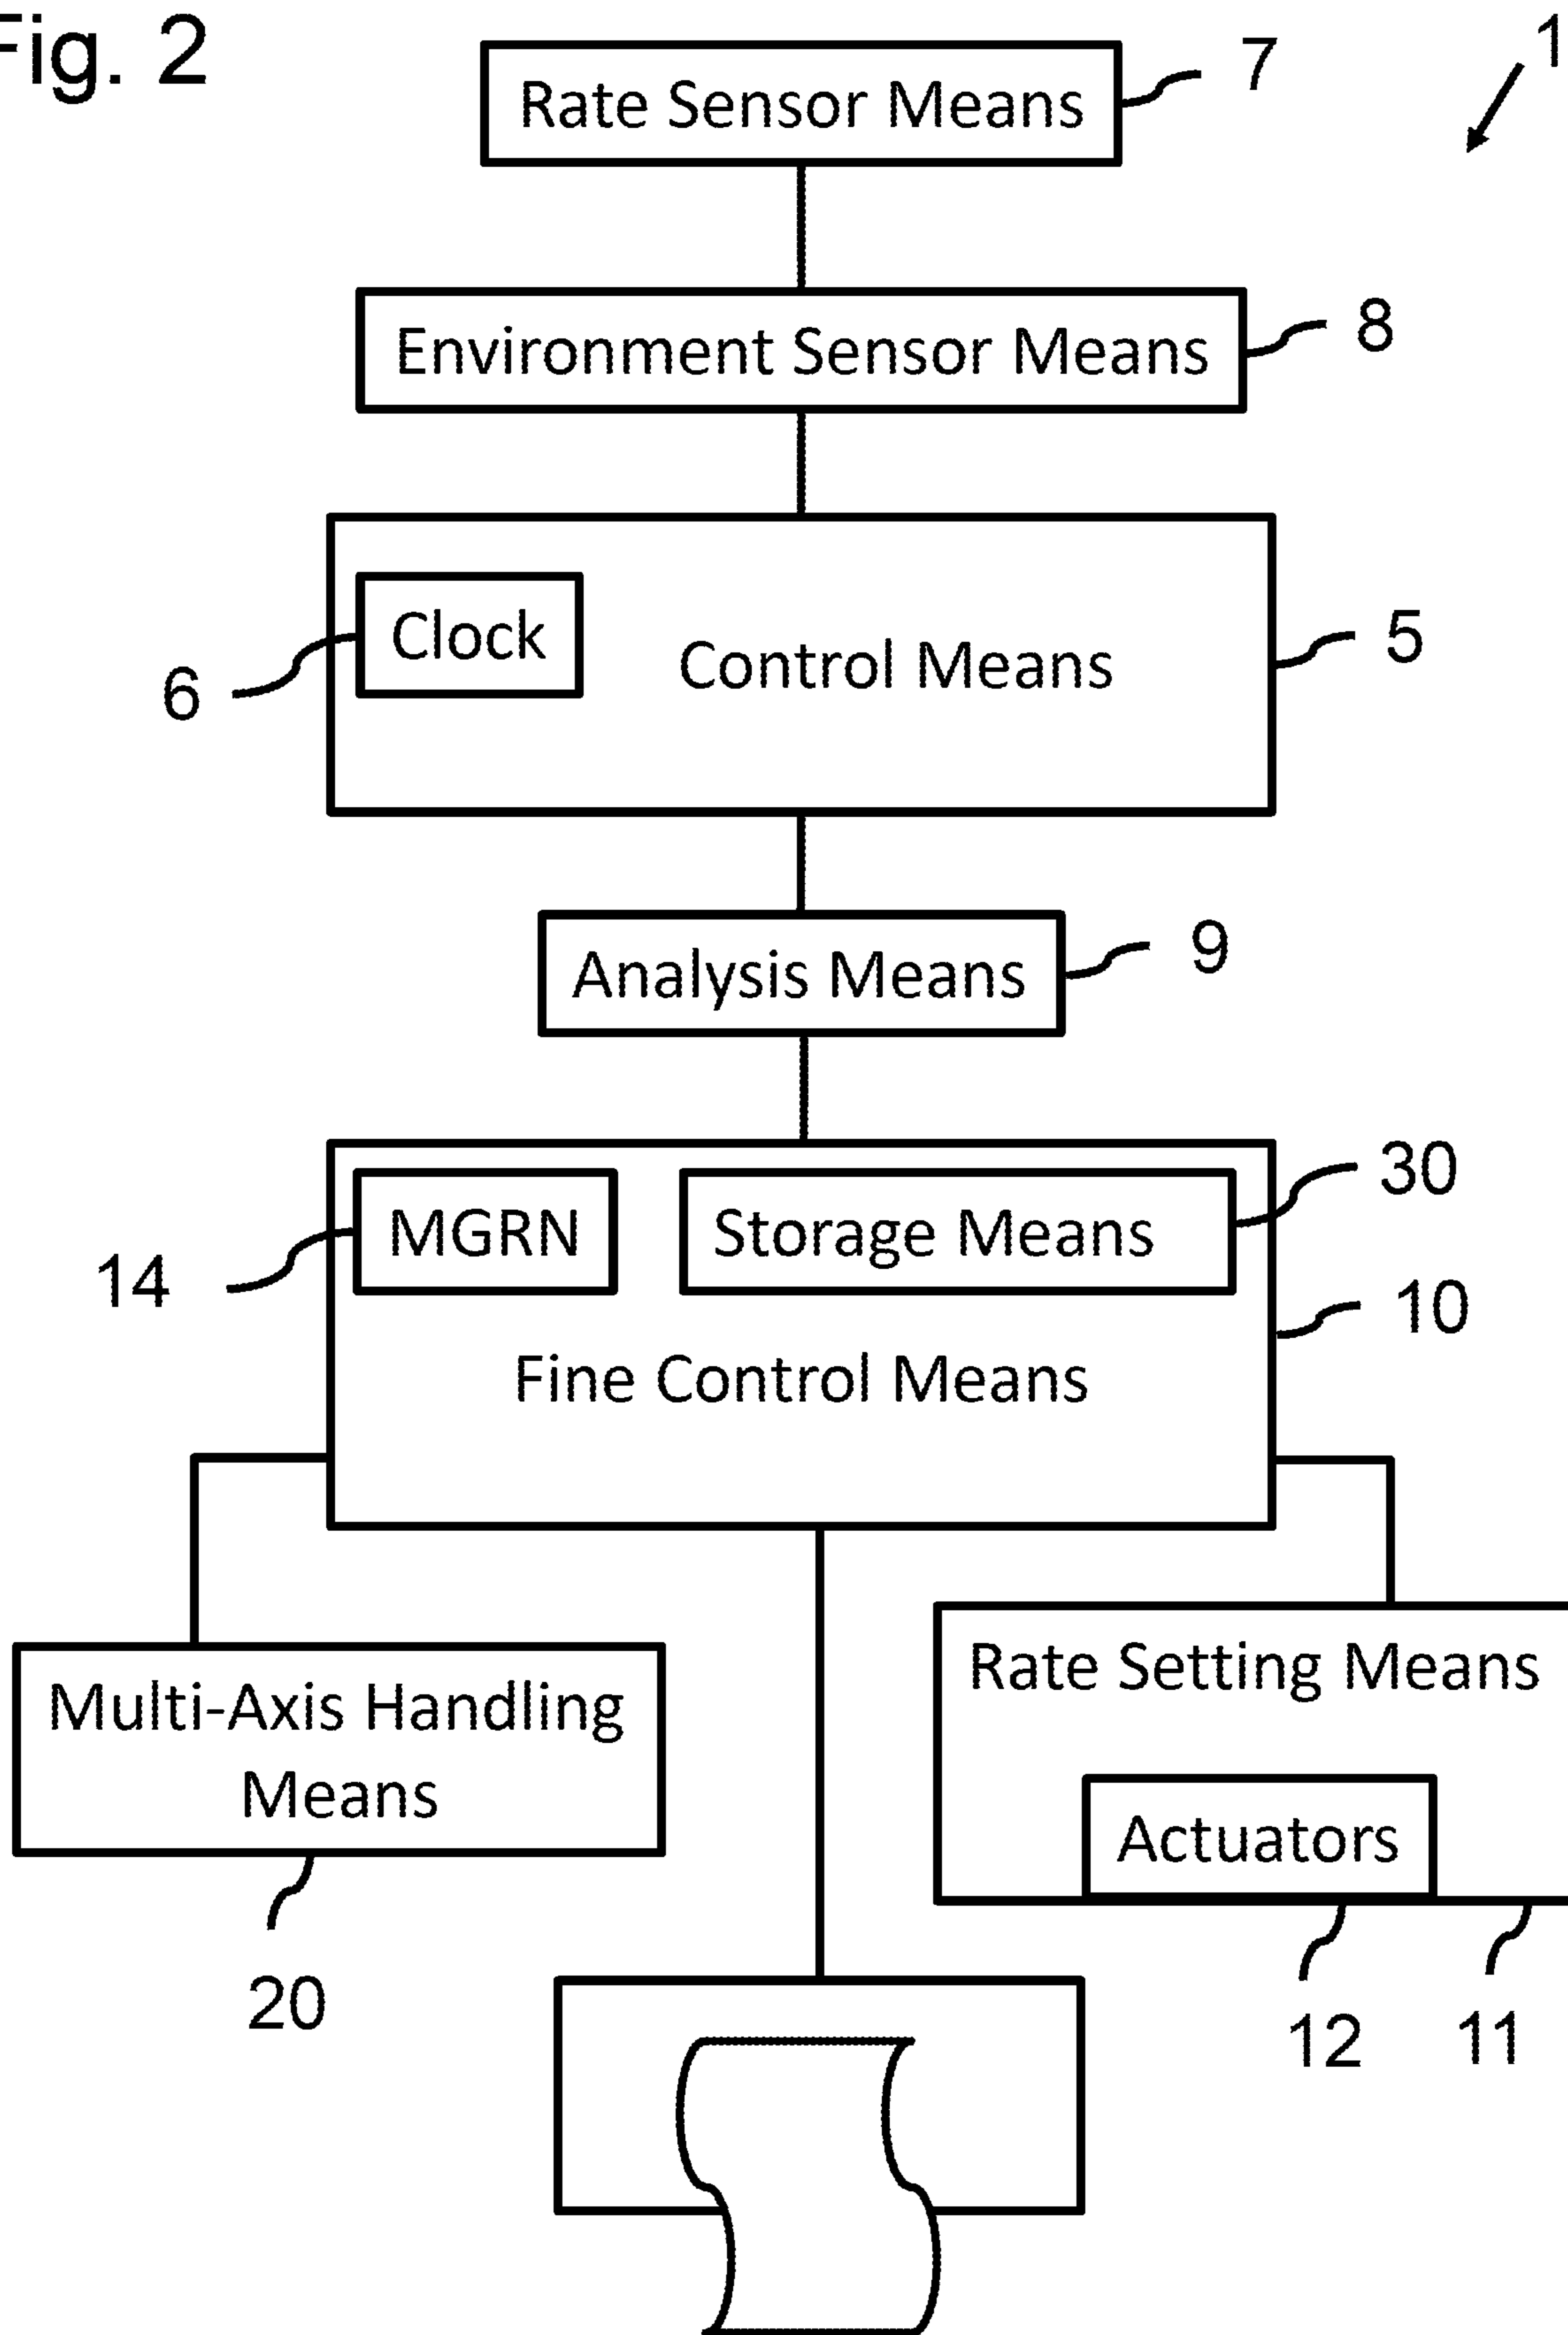 Fig. 2
1
Rate Sensor Means
7
Environment Sensor Means
8
Clock
Control Means
5
6
Analysis Means
9
MGRN
Storage Means
30
14
10
Fine Control Means
Multi-Axis Handling
Means
Rate Setting Means
Actuators
20
12
11